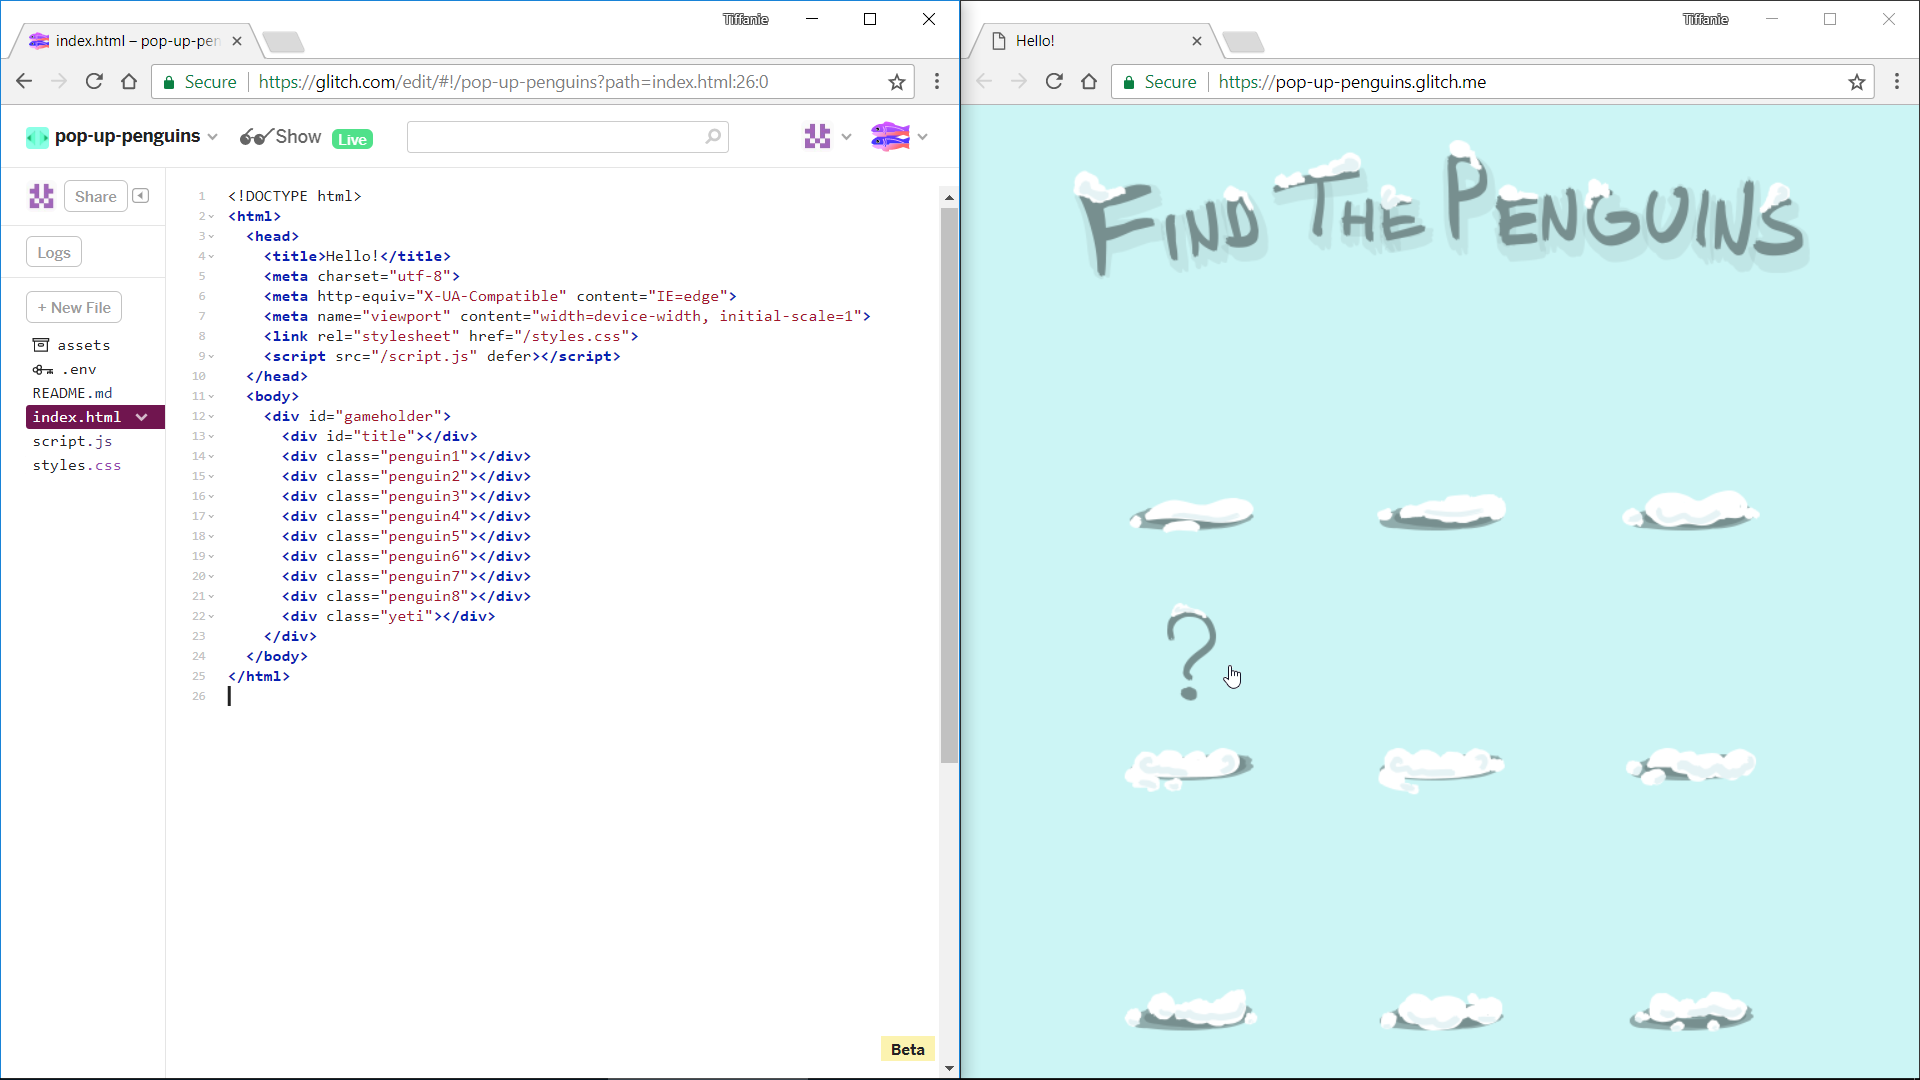 Tiffanie
index.html – pop-up-pen
Secure
https://glitch.com/edit/#!/pop-up-penguins?path=index.html:26:0
pop-up-penguins
Show
Live
Share
Logs
+ New File
assets
.env
README.md
index.html
script.js
styles.css
1 <!DOCTYPE html>
2 <html>
3 <head>
4 <title>Hello!</title>
5 <meta charset="utf-8">
6 <meta http-equiv="X-UA-Compatible" content="IE=edge">
7 <meta name="viewport" content="width=device-width, initial-scale=1">
8 <link rel="stylesheet" href="/styles.css">
9 <script src="/script.js" defer></script>
10 </head>
11 <body>
12 <div id="gameholder">
13 <div id="title"></div>
14 <div class="penguin1"></div>
15 <div class="penguin2"></div>
16 <div class="penguin3"></div>
17 <div class="penguin4"></div>
18 <div class="penguin5"></div>
19 <div class="penguin6"></div>
20 <div class="penguin7"></div>
21 <div class="penguin8"></div>
22 <div class="yeti"></div>
23 </div>
24 </body>
25 </html>
26
Beta
Tiffanie
Hello!
Secure
https://pop-up-penguins.glitch.me
FIND THE PENGUINS
?